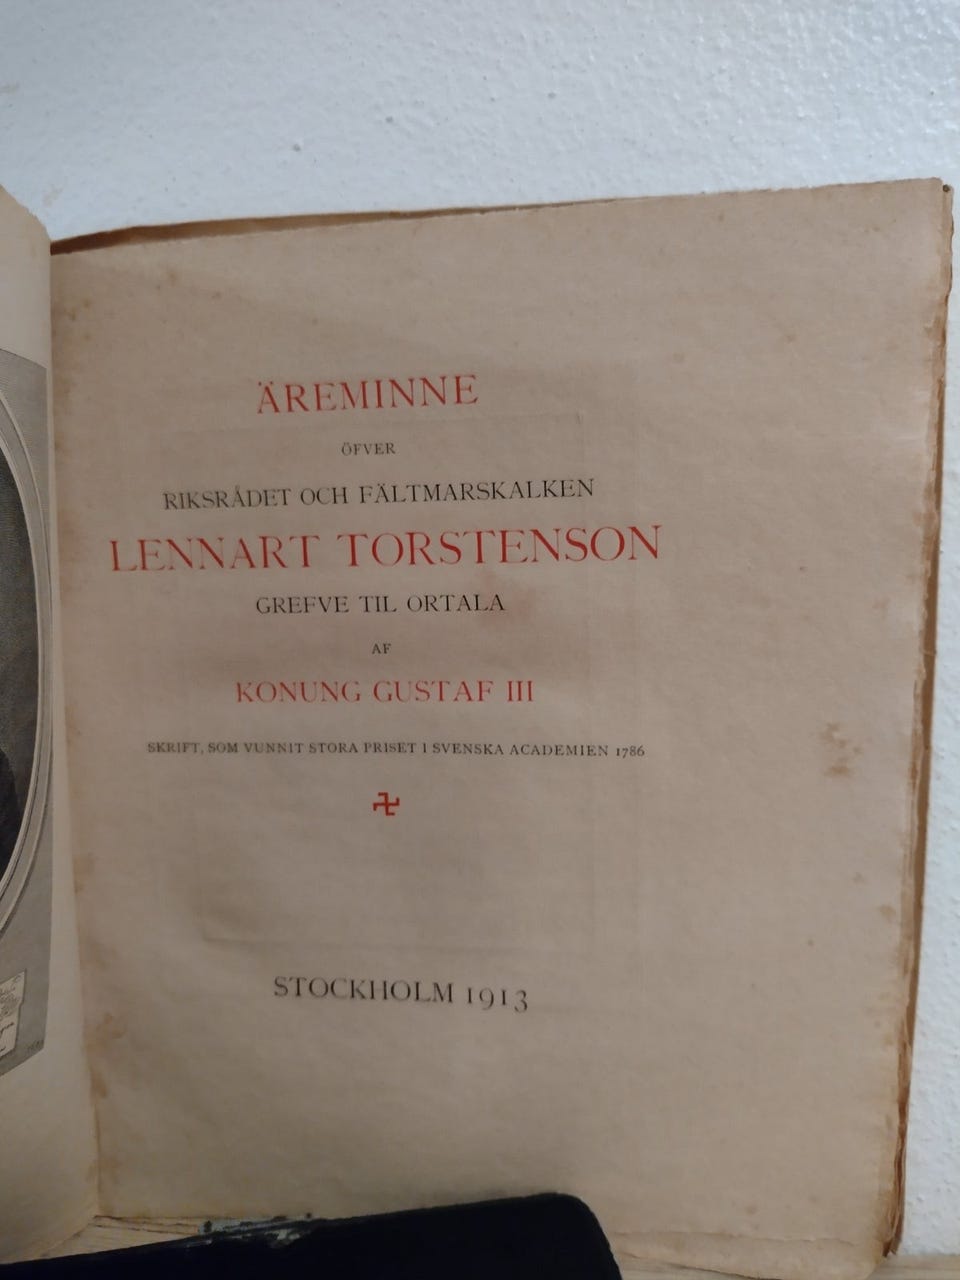 ÄREMINNE
ÖFVER
RIKSRÅDET OCH FÄLTMARSKALKEN
LENNART TORSTENSON
GREFVE TIL ORTALA
AF
KONUNG GUSTAF III
SKRIFT, SOM VUNNIT STORA PRISET I SVENSKA ACADEMIEN 1786
STOCKHOLM 1913